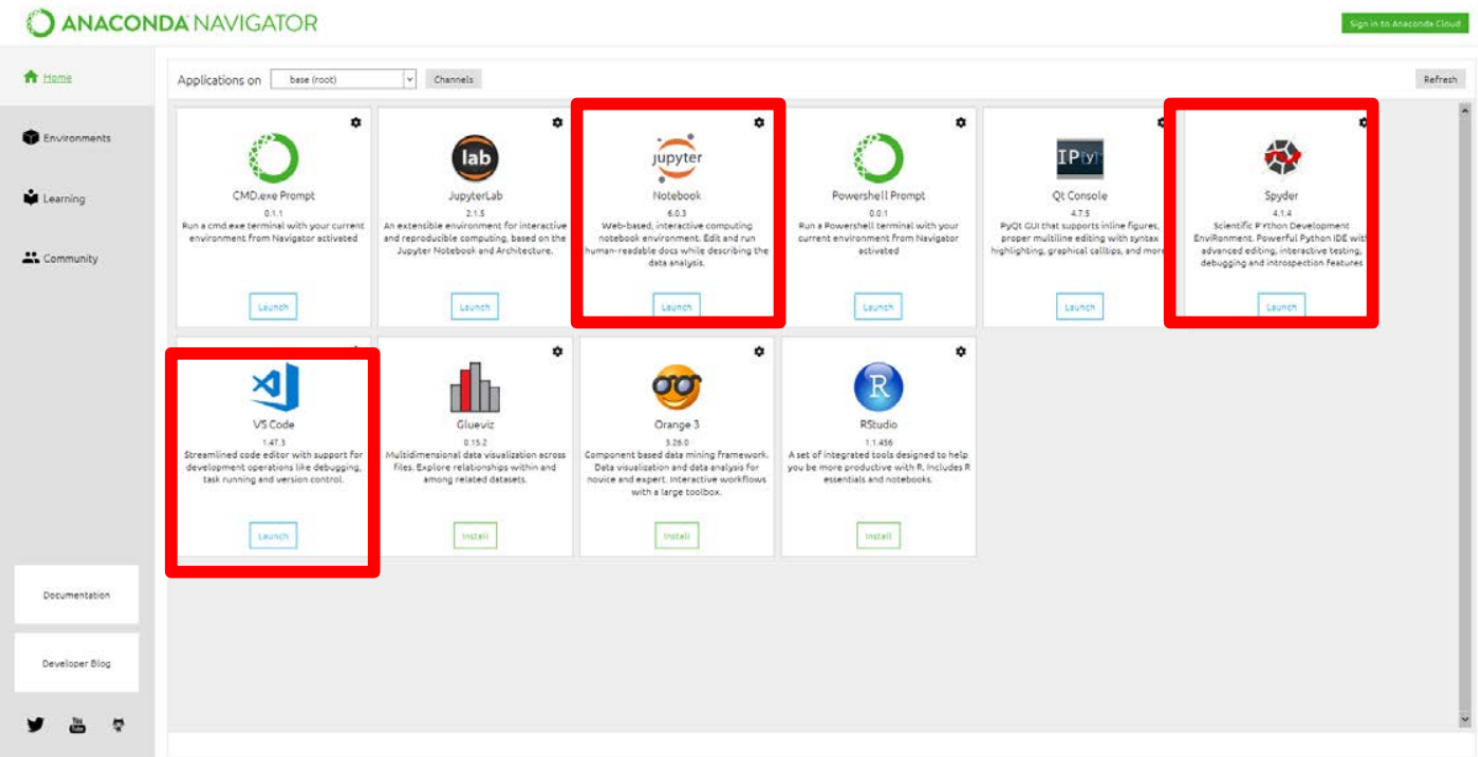 ANACONDA NAVIGATOR
Sign in to Anaconda Cloud
Home
Applications on base (root) Channels
Refresh
Environments
Learning
Community
Documentation
Developer Blog
You
Tube
CMD.exe Prompt
0.1.1
Run a cmd.exe terminal with your current
environment from Navigator activated
Launch
lab
JupyterLab
2.1.5
An extensible environment for interactive
and reproducible computing, based on the
Jupyter Notebook and Architecture.
Launch
jupyter
Notebook
6.0.3
Web-based, interactive computing
notebook environment. Edit and run
human-readable docs while describing the
data analysis.
Launch
Powershell Prompt
0.0.1
Run a Powershell terminal with your
current environment from Navigator
activated
Launch
IP[y]:
Qt Console
4.7.5
PyQt GUI that supports inline figures,
proper multiline editing with syntax
highlighting, graphical calltips, and more
Launch
Spyder
4.1.4
Scientific Python Development
EnviRonment. Powerful Python IDE with
advanced editing, interactive testing,
debugging and introspection features
Launch
VS Code
1.47.3
Streamlined code editor with support for
development operations like debugging,
task running and version control.
Launch
Glueviz
0.15.2
Multidimensional data visualization across
files. Explore relationships within and
among related datasets.
Install
Orange 3
3.26.0
Component based data mining framework.
Data visualization and data analysis for
novice and expert. Interactive workflows
with a large toolbox.
Install
R
RStudio
1.1.456
A set of integrated tools designed to help
you be more productive with R. Includes R
essentials and notebooks.
Install